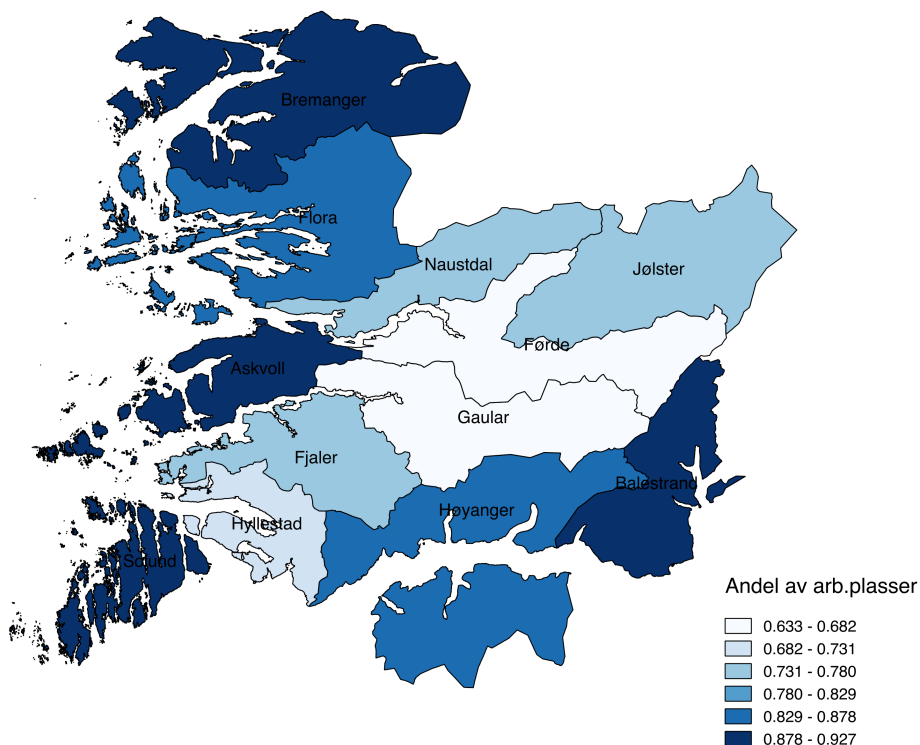 Bremanger
Flora
Naustdal
Jølster
Førde
Askvoll
Gaular
Fjaler
Balestrand
Høyanger
Hyllestad
Solund
Andel av arb.plasser
0.633 - 0.682
0.682 - 0.731
0.731 - 0.780
0.780 - 0.829
0.829 - 0.878
0.878 - 0.927